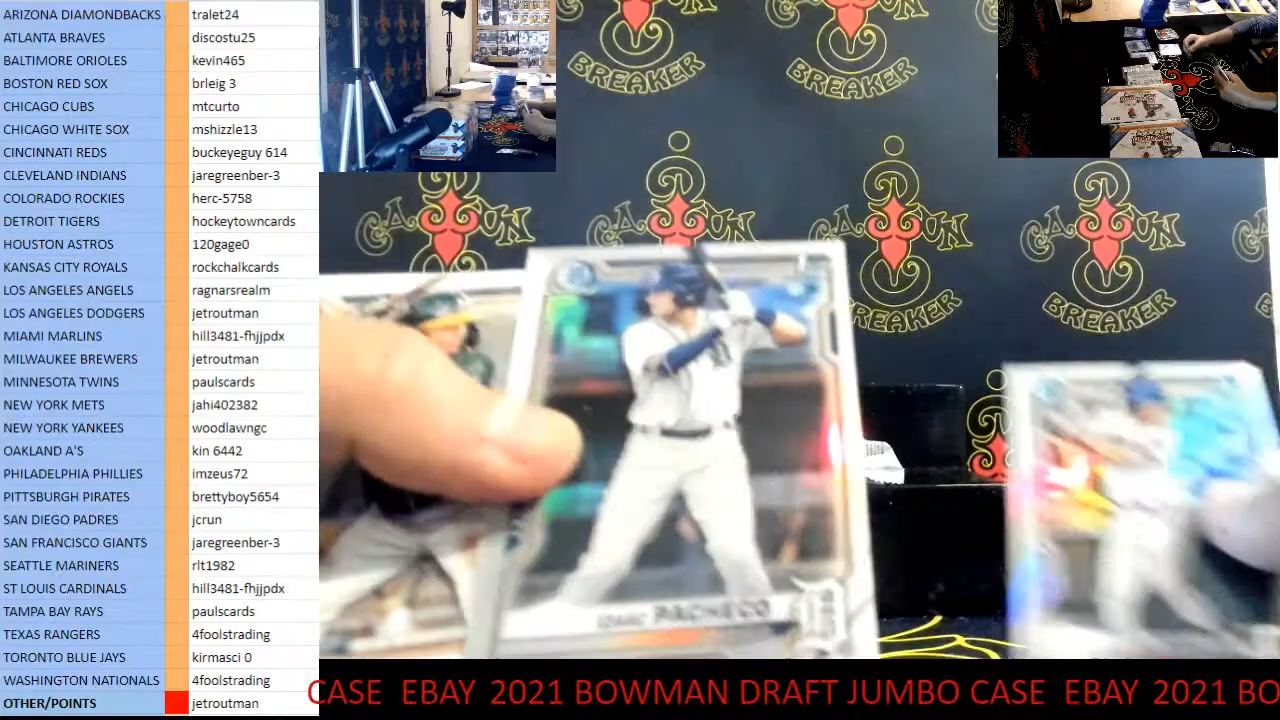 ARIZONA DIAMONDBACKS tralet24
ATLANTA BRAVES discostu25
BALTIMORE ORIOLES kevin465
BOSTON RED SOX brleig 3
CHICAGO CUBS mtcurto
CHICAGO WHITE SOX mshizzle13
CINCINNATI REDS buckeyeguy 614
CLEVELAND INDIANS jaregreenber-3
COLORADO ROCKIES herc-5758
DETROIT TIGERS hockeytowncards
HOUSTON ASTROS 120gage0
KANSAS CITY ROYALS rockchalkcards
LOS ANGELES ANGELS ragnarsrealm
LOS ANGELES DODGERS jetroutman
MIAMI MARLINS hill3481-fhjjpdx
MILWAUKEE BREWERS jetroutman
MINNESOTA TWINS paulscards
NEW YORK METS jahi402382
NEW YORK YANKEES woodlawngc
OAKLAND A'S kin 6442
PHILADELPHIA PHILLIES imzeus72
PITTSBURGH PIRATES brettyboy5654
SAN DIEGO PADRES jcrun
SAN FRANCISCO GIANTS jaregreenber-3
SEATTLE MARINERS rlt1982
ST LOUIS CARDINALS hill3481-fhjjpdx
TAMPA BAY RAYS paulscards
TEXAS RANGERS 4foolstrading
TORONTO BLUE JAYS kirmasci 0
WASHINGTON NATIONALS 4foolstrading
OTHER/POINTS jetroutman
BREAKER
BREAKER
CAJUN
CAJUN
BREAKER
BREAKER
PACHECO
CASE EBAY 2021 BOWMAN DRAFT JUMBO CASE EBAY 2021 BO